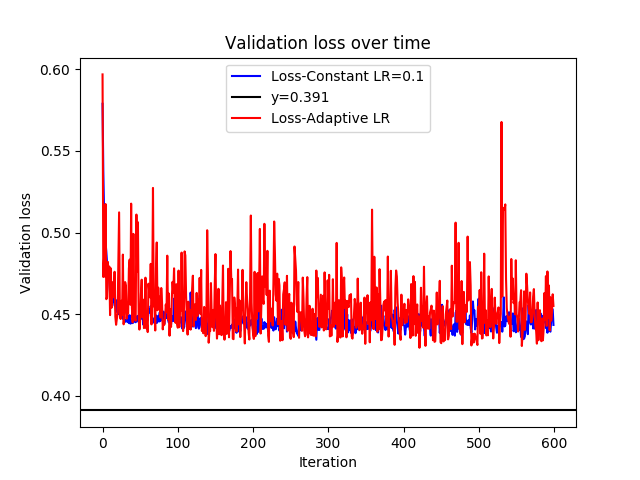 Validation loss over time
Loss-Constant LR=0.1
y=0.391
Loss-Adaptive LR
Validation loss
0.60
0.55
0.50
0.45
0.40
0 100 200 300 400 500 600
Iteration